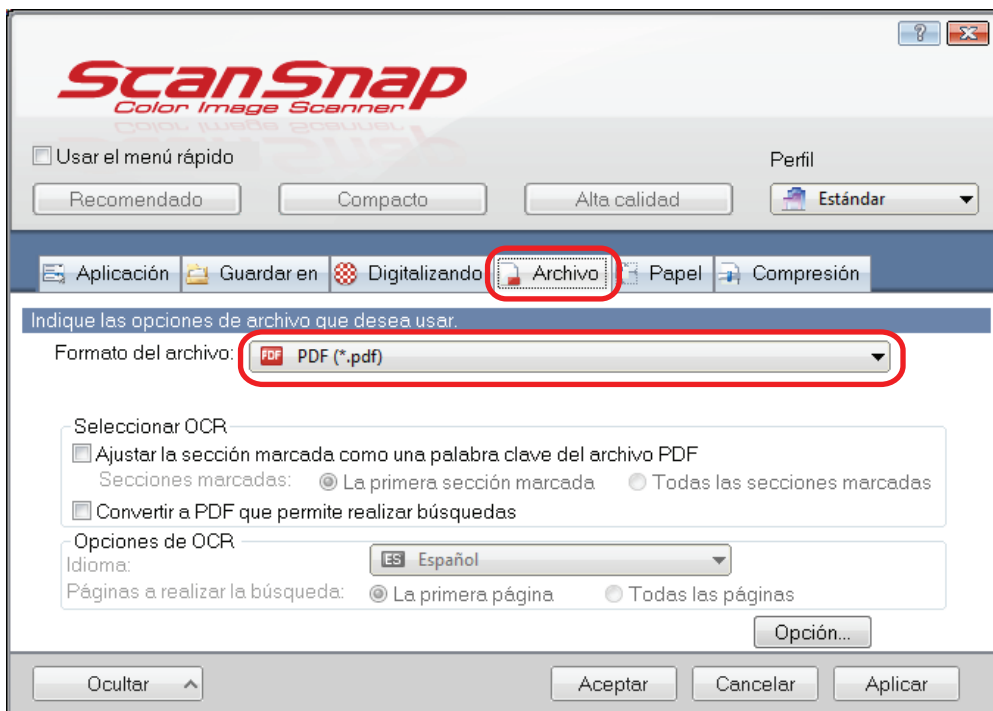 ScanSnap
Color Image Scanner
Usar el menú rápido
Perfil
Recomendado Compacto Alta calidad Estándar
Aplicación Guardar en Digitalizando Archivo Papel Compresión
Indique las opciones de archivo que desea usar.
Formato del archivo: PDF PDF (*.pdf)
Seleccionar OCR
Ajustar la sección marcada como una palabra clave del archivo PDF
Secciones marcadas: La primera sección marcada Todas las secciones marcadas
Convertir a PDF que permite realizar búsquedas
Opciones de OCR
Idioma: ES Español
Páginas a realizar la búsqueda: La primera página Todas las páginas
Opción...
Ocultar Aceptar Cancelar Aplicar